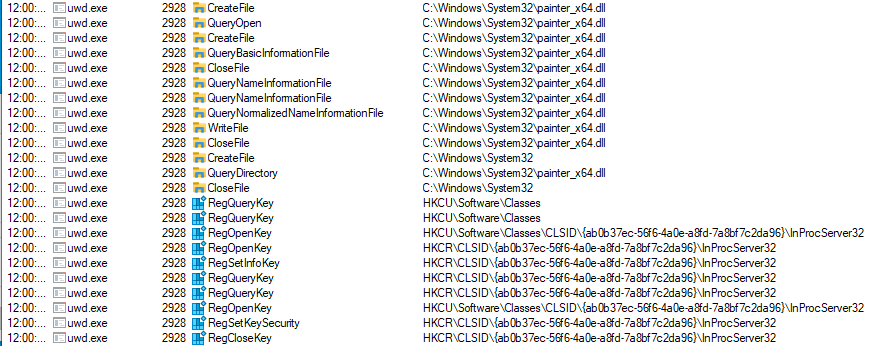 12:00:... uwd.exe 2928 CreateFile C:\Windows\System32\painter_x64.dll
12:00:... uwd.exe 2928 QueryOpen C:\Windows\System32\painter_x64.dll
12:00:... uwd.exe 2928 CreateFile C:\Windows\System32\painter_x64.dll
12:00:... uwd.exe 2928 QueryBasicInformationFile C:\Windows\System32\painter_x64.dll
12:00:... uwd.exe 2928 CloseFile C:\Windows\System32\painter_x64.dll
12:00:... uwd.exe 2928 QueryNameInformationFile C:\Windows\System32\painter_x64.dll
12:00:... uwd.exe 2928 QueryNameInformationFile C:\Windows\System32\painter_x64.dll
12:00:... uwd.exe 2928 QueryNormalizedNameInformationFile C:\Windows\System32\painter_x64.dll
12:00:... uwd.exe 2928 WriteFile C:\Windows\System32\painter_x64.dll
12:00:... uwd.exe 2928 CloseFile C:\Windows\System32\painter_x64.dll
12:00:... uwd.exe 2928 CreateFile C:\Windows\System32
12:00:... uwd.exe 2928 QueryDirectory C:\Windows\System32\painter_x64.dll
12:00:... uwd.exe 2928 CloseFile C:\Windows\System32
12:00:... uwd.exe 2928 RegQueryKey HKCU\Software\Classes
12:00:... uwd.exe 2928 RegQueryKey HKCU\Software\Classes
12:00:... uwd.exe 2928 RegOpenKey HKCU\Software\Classes\CLSID\{ab0b37ec-56f6-4a0e-a8fd-7a8bf7c2da96}\InProcServer32
12:00:... uwd.exe 2928 RegOpenKey HKCR\CLSID\{ab0b37ec-56f6-4a0e-a8fd-7a8bf7c2da96}\InProcServer32
12:00:... uwd.exe 2928 RegSetInfoKey HKCR\CLSID\{ab0b37ec-56f6-4a0e-a8fd-7a8bf7c2da96}\InProcServer32
12:00:... uwd.exe 2928 RegQueryKey HKCR\CLSID\{ab0b37ec-56f6-4a0e-a8fd-7a8bf7c2da96}\InProcServer32
12:00:... uwd.exe 2928 RegQueryKey HKCR\CLSID\{ab0b37ec-56f6-4a0e-a8fd-7a8bf7c2da96}\InProcServer32
12:00:... uwd.exe 2928 RegOpenKey HKCU\Software\Classes\CLSID\{ab0b37ec-56f6-4a0e-a8fd-7a8bf7c2da96}\InProcServer32
12:00:... uwd.exe 2928 RegSetKeySecurity HKCR\CLSID\{ab0b37ec-56f6-4a0e-a8fd-7a8bf7c2da96}\InProcServer32
12:00:... uwd.exe 2928 RegCloseKey HKCR\CLSID\{ab0b37ec-56f6-4a0e-a8fd-7a8bf7c2da96}\InProcServer32